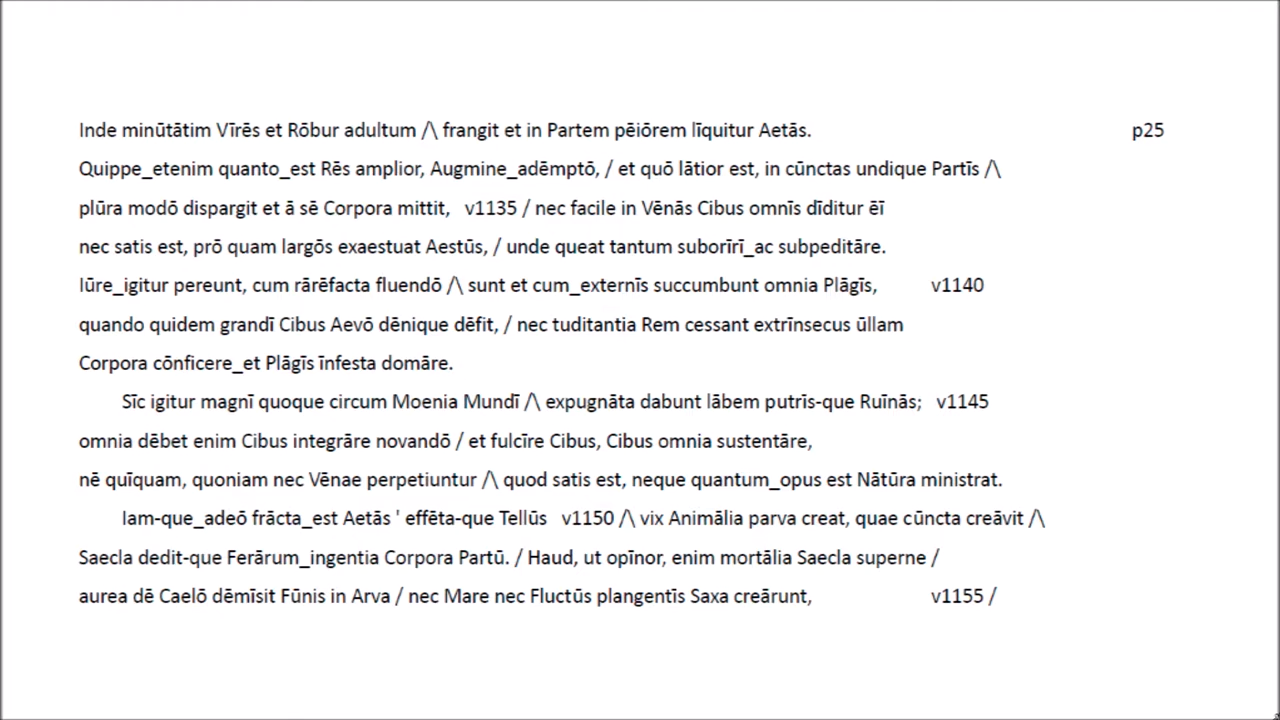 Inde minūtātim Vīrēs et Rōbur adultum /\ frangit et in Partem pēiōrem līquitur Aetās. p25
Quippe_etenim quanto_est Rēs amplior, Augmine_adēmptō, / et quō lātior est, in cūnctas undique Partīs /\
plūra modō dispargit et ā sē Corpora mittit, v1135 / nec facile in Vēnās Cibus omnīs dīditur ēī
nec satis est, prō quam largōs exaestuat Aestūs, / unde queat tantum suborīrī_ac subpeditāre.
Iūre_igitur pereunt, cum rārēfacta fluendō /\ sunt et cum_externīs succumbunt omnia Plāgīs, v1140
quando quidem grandī Cibus Aevō dēnique dēfit, / nec tuditantia Rem cessant extrīnsecus ūllam
Corpora cōnficere_et Plāgīs īnfesta domāre.
Sīc igitur magnī quoque circum Moenia Mundī /\ expugnāta dabunt lābem putrīs-que Ruīnās; v1145
omnia dēbet enim Cibus integrāre novandō / et fulcīre Cibus, Cibus omnia sustentāre,
nē quīquam, quoniam nec Vēnae perpetiuntur /\ quod satis est, neque quantum_opus est Nātūra ministrat.
Iam-que_adeō frācta_est Aetās ' effēta-que Tellūs v1150 /\ vix Animālia parva creat, quae cūncta creāvit /\
Saecla dedit-que Ferārum_ingentia Corpora Partū. / Haud, ut opīnor, enim mortālia Saecla superne /
aurea dē Caelō dēmīsit Fūnis in Arva / nec Mare nec Fluctūs plangentīs Saxa creārunt, v1155 /